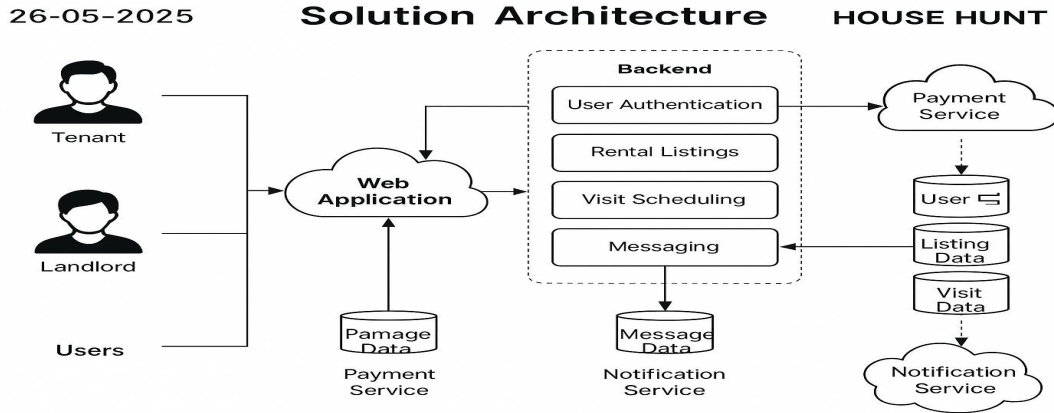 26-05-2025
Solution Architecture
HOUSE HUNT
Tenant
Landlord
Users
Web
Application
Pamage
Data
Payment
Service
Backend
User Authentication
Rental Listings
Visit Scheduling
Messaging
Message
Data
Notification
Service
Payment
Service
User
Listing
Data
Visit
Data
Notification
Service